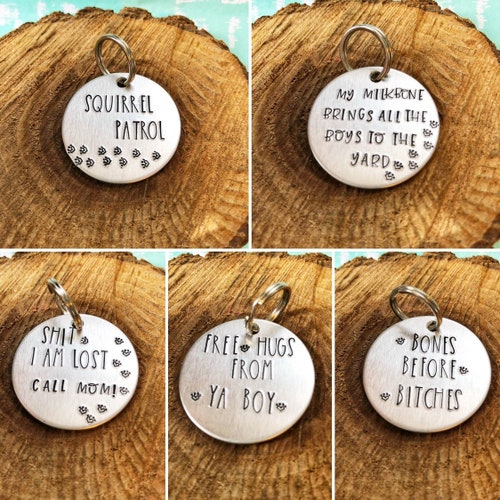 SQUIRREL
PATROL
MY MILKBONE
BRINGS ALL THE
BOYS TO THE
YARD
SHIT
I AM LOST
CALL MOM!
FREE HUGS
FROM
YA BOY
BONES
BEFORE
BITCHES